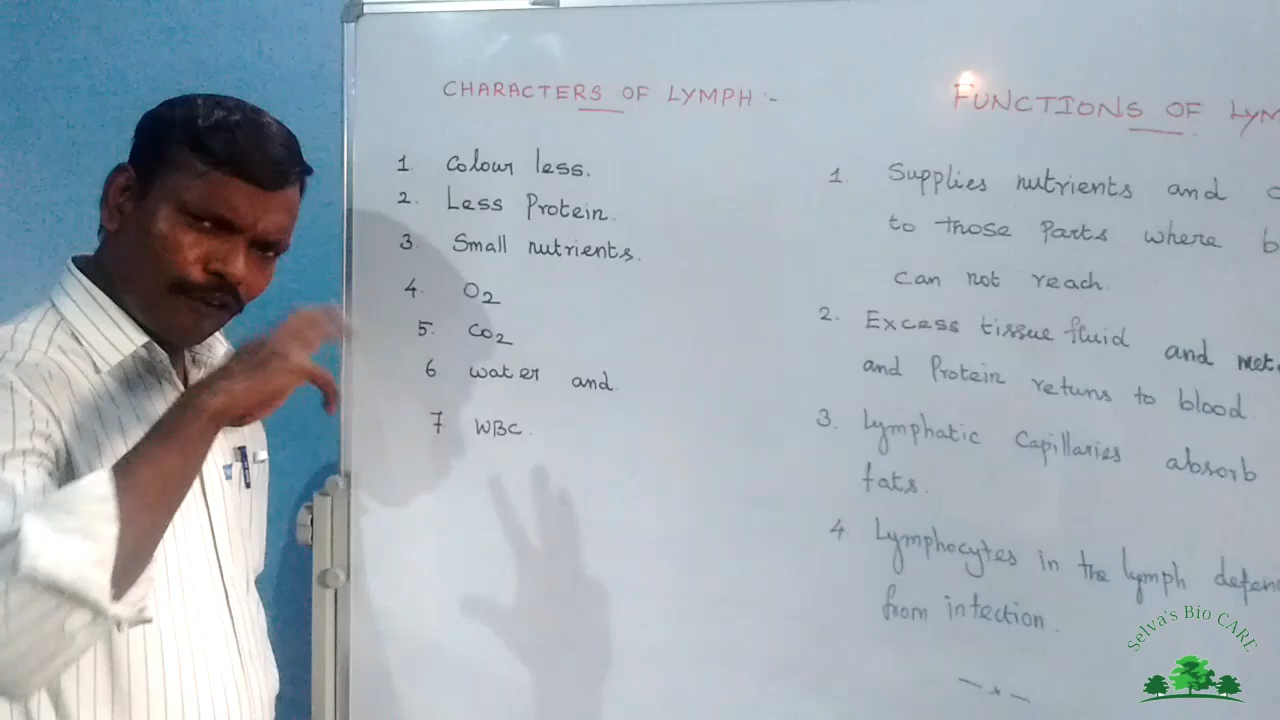 CHARACTERS OF LYMPH :-
1. Colour less.
2. Less Protein.
3. Small nutrients.
4. O2
5. CO2
6 water and.
7 WBC.
FUNCTIONS OF
1. Supplies nutrients and
to those Parts where
can not reach.
2. Excess tissue fluid and
and Protein retuns to blood.
3. Lymphatic Capillaries absorb
fats.
4. Lymphocytes in the lymph
from infection.
Selva's Bio CARE